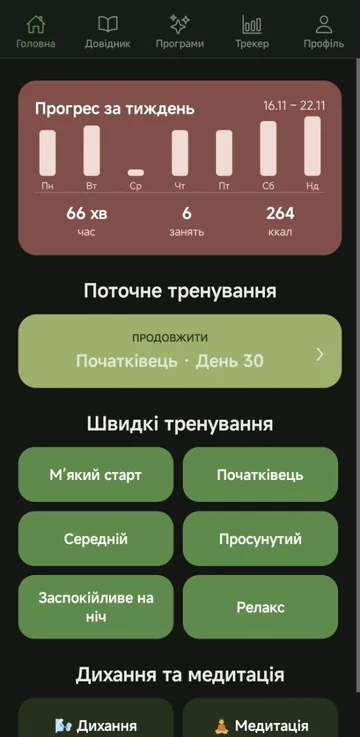 Головна Довідник Програми Трекер Профіль
Прогрес за тиждень 16.11 – 22.11
Пн Вт Ср Чт Пт Сб Нд
66 хв 6 264
час занять ккал
Поточне тренування
ПРОДОВЖИТИ
Початківець · День 30
Швидкі тренування
Мʼякий старт Початківець
Середній Просунутий
Заспокійливе на
ніч
Релакс
Дихання та медитація
🌬️ Дихання 🧘 Медитація